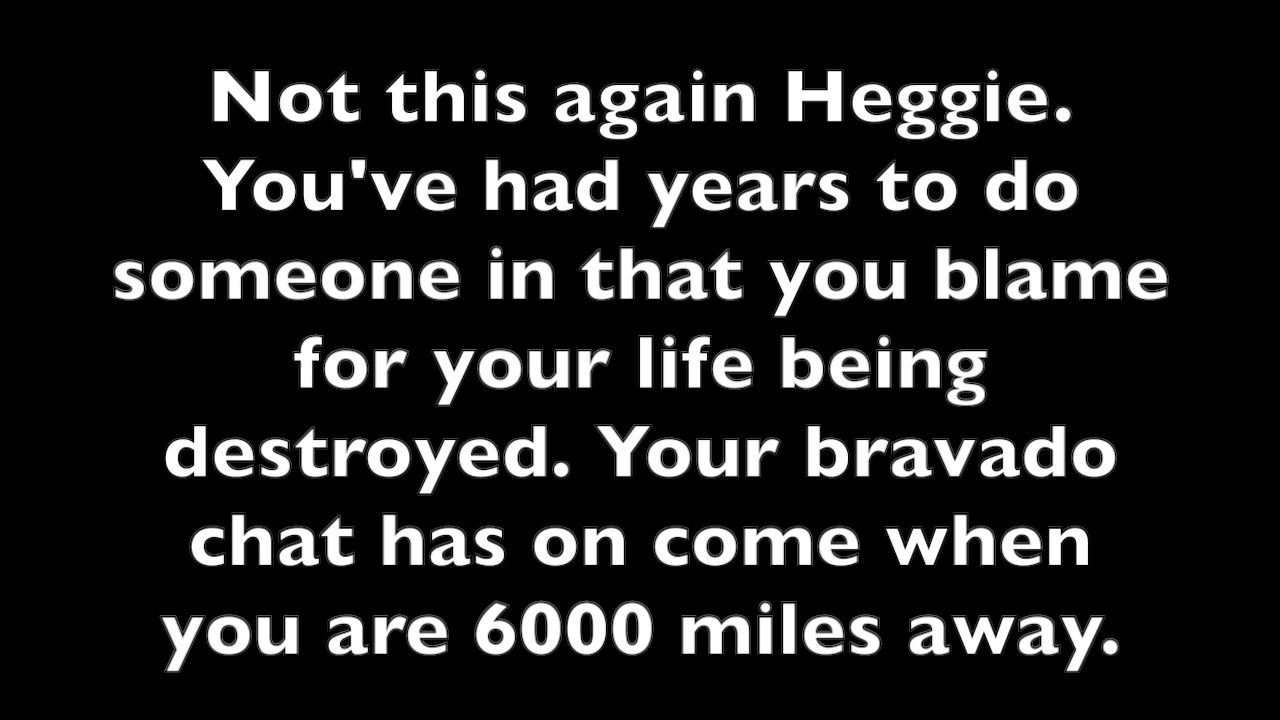 Not this again Heggie.
You've had years to do
someone in that you blame
for your life being
destroyed. Your bravado
chat has on come when
you are 6000 miles away.